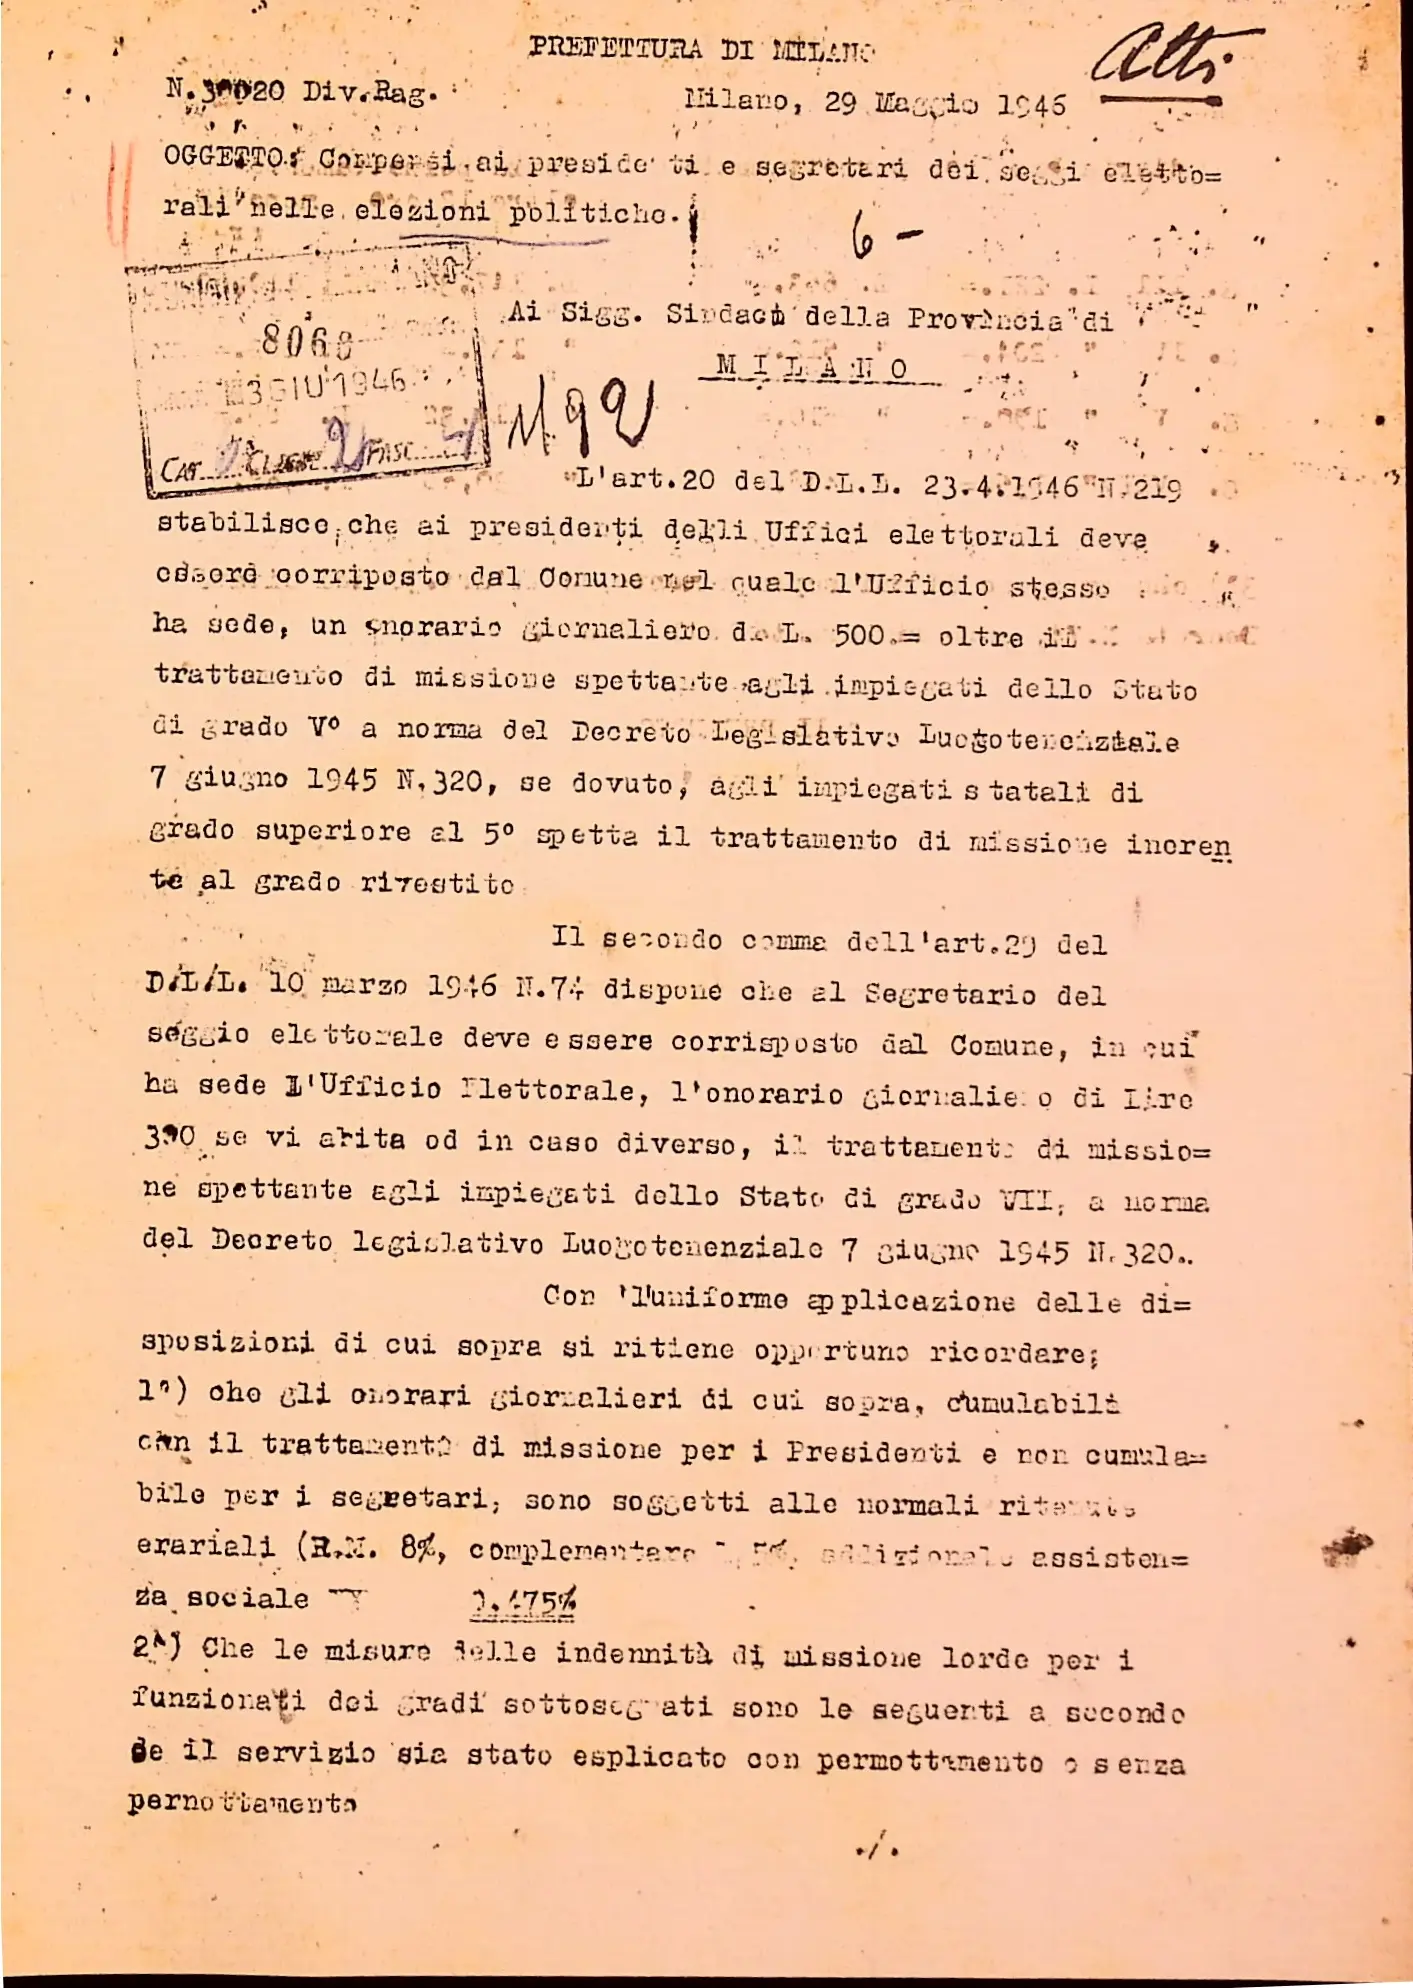 PREFETTURA DI MILANO
Atti
N.30020 Div.Rag.
Milano, 29 Maggio 1946
OGGETTO: Compensi ai presidenti e segretari dei seggi eletto=
rali nelle elezioni politiche.
6 -
Ai Sigg. Sindaci della Provincia di
MILANO
8068
3 GIU 1946
CAT. CLASSE FASC.
N 92
L'art.20 del D.L.L. 23.4.1946 N.219
stabilisce che ai presidenti degli Uffici elettorali deve
essere corriposto dal Comune nel quale l'Ufficio stesso
ha sede, un onorario giornaliero di L. 500.= oltre il
trattamento di missione spettante agli impiegati dello Stato
di grado V° a norma del Decreto Legislativo Luogotenenziale
7 giugno 1945 N.320, se dovuto, agli impiegati statali di
grado superiore al 5° spetta il trattamento di missione ineren
te al grado rivestito
Il secondo comma dell'art.29 del
D.L.L. 10 marzo 1946 N.74 dispone che al Segretario del
seggio elettorale deve essere corrisposto dal Comune, in cui
ha sede l'Ufficio Elettorale, l'onorario giornaliero di Lire
300 se vi abita od in caso diverso, il trattamento di missio=
ne spettante agli impiegati dello Stato di grado VII, a norma
del Decreto legislativo Luogotenenziale 7 giugno 1945 N.320..
Con 'l'uniforme applicazione delle di=
sposizioni di cui sopra si ritiene opportuno ricordare;
1°) che gli onorari giornalieri di cui sopra, cumulabili
con il trattamento di missione per i Presidenti e non cumula=
bile per i segretari, sono soggetti alle normali ritenute
erariali (R.M. 8%, complementare addizionale assisten=
za sociale 0.475%
2^) Che le misure delle indennità di missione lorde per i
funzionati dei gradi sottosegnati sono le seguenti a secondo
se il servizio sia stato esplicato con permottamento o senza
pernottamento
./.